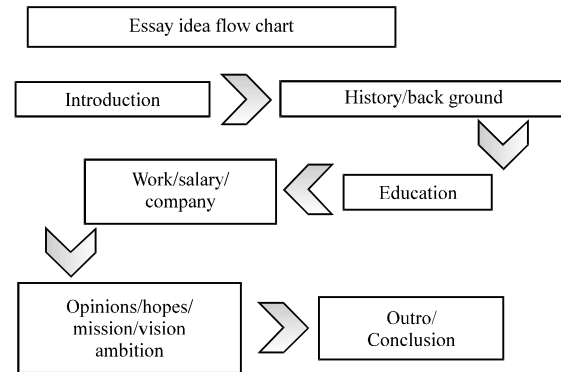 Essay idea flow chart
Introduction
History/back ground
Work/salary/
company
Education
Opinions/hopes/
mission/vision
ambition
Outro/
Conclusion